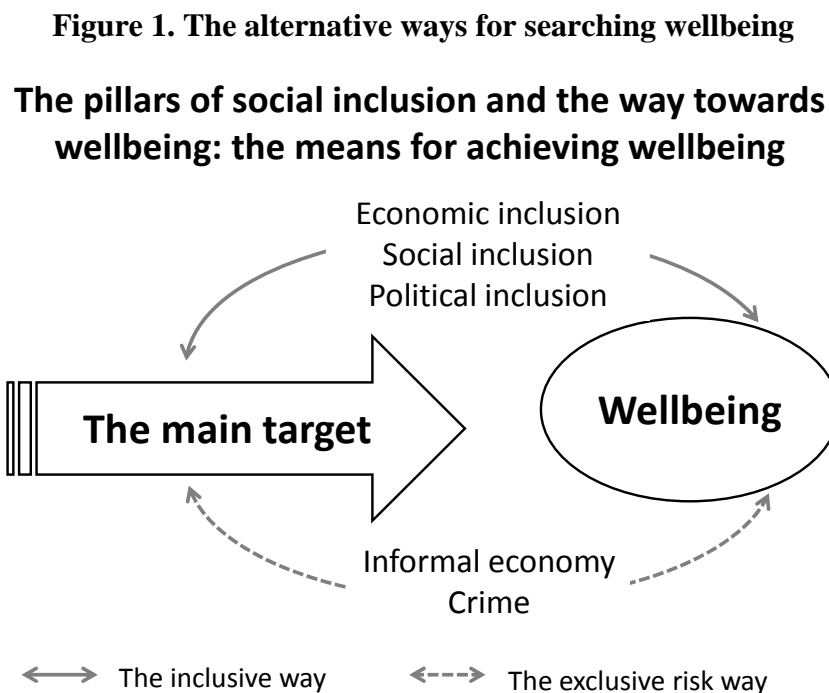 Figure 1. The alternative ways for searching wellbeing
The pillars of social inclusion and the way towards
wellbeing: the means for achieving wellbeing
Economic inclusion
Social inclusion
Political inclusion
The main target
Wellbeing
Informal economy
Crime
The inclusive way
The exclusive risk way